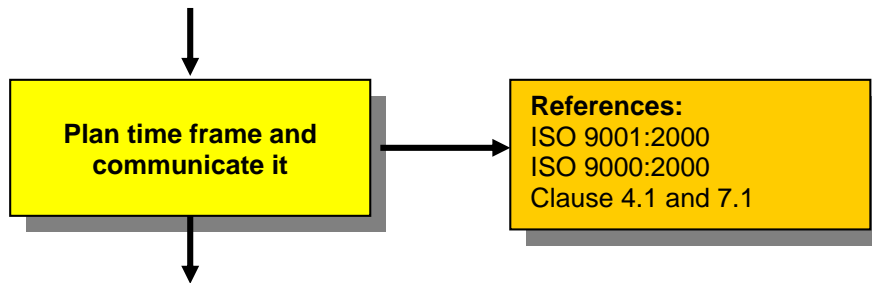 Plan time frame and
communicate it
References:
ISO 9001:2000
ISO 9000:2000
Clause 4.1 and 7.1